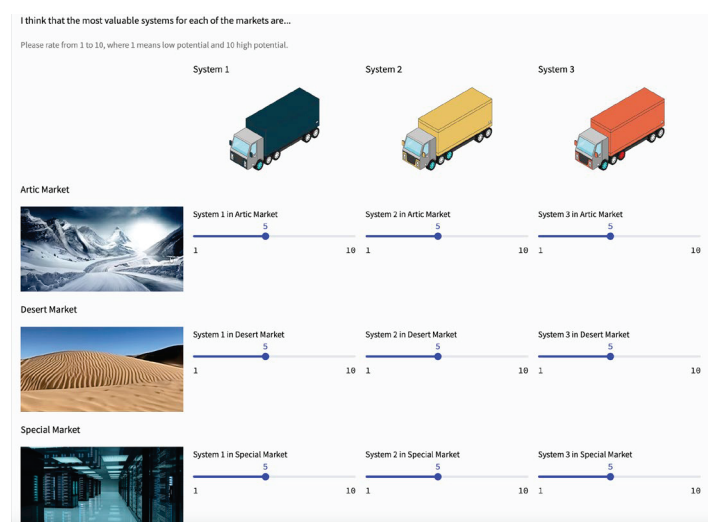 I think that the most valuable systems for each of the markets are...
Please rate from 1 to 10, where 1 means low potential and 10 high potential.
System 1 System 2 System 3
Artic Market
System 1 in Artic Market System 2 in Artic Market System 3 in Artic Market
5 5 5
1 10 1 10 1 10
Desert Market
System 1 in Desert Market System 2 in Desert Market System 3 in Desert Market
5 5 5
1 10 1 10 1 10
Special Market
System 1 in Special Market System 2 in Special Market System 3 in Special Market
5 5 5
1 10 1 10 1 10